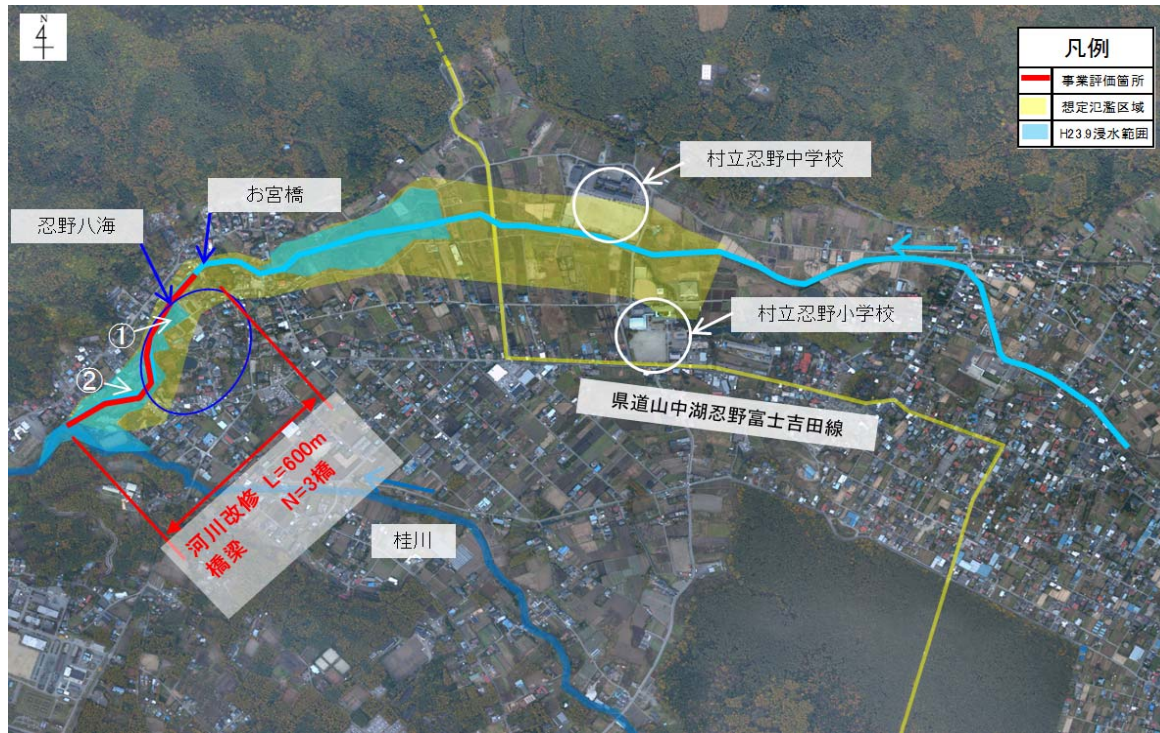 N
凡例
事業評価箇所
想定氾濫区域
H23.9浸水範囲
村立忍野中学校
お宮橋
忍野八海
①
村立忍野小学校
②
県道山中湖忍野富士吉田線
河川改修 L=600m
橋梁 N=3橋
桂川